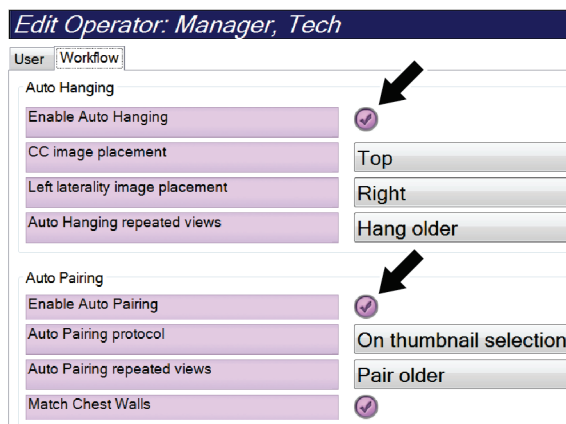 Edit Operator: Manager, Tech
User Workflow
Auto Hanging
Enable Auto Hanging
CC image placement Top
Left laterality image placement Right
Auto Hanging repeated views Hang older
Auto Pairing
Enable Auto Pairing
Auto Pairing protocol On thumbnail selection
Auto Pairing repeated views Pair older
Match Chest Walls